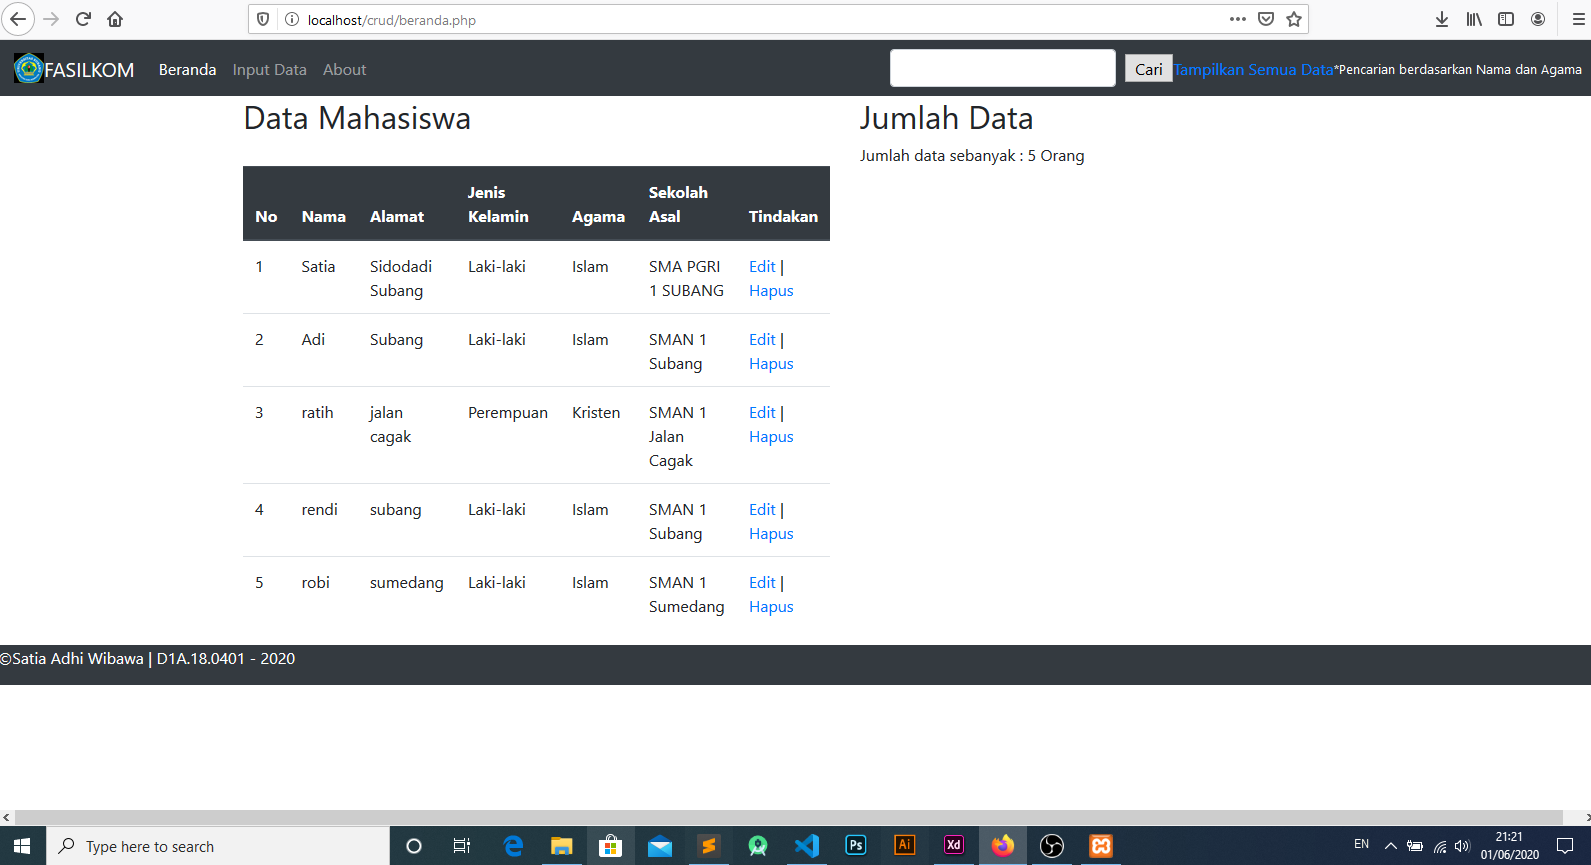 localhost/crud/beranda.php
FASILKOM Beranda Input Data About Cari Tampilkan Semua Data *Pencarian berdasarkan Nama dan Agama
Data Mahasiswa
No Nama Alamat Jenis Kelamin Agama Sekolah Asal Tindakan
1 Satia Sidodadi Subang Laki-laki Islam SMA PGRI 1 SUBANG Edit | Hapus
2 Adi Subang Laki-laki Islam SMAN 1 Subang Edit | Hapus
3 ratih jalan cagak Perempuan Kristen SMAN 1 Jalan Cagak Edit | Hapus
4 rendi subang Laki-laki Islam SMAN 1 Subang Edit | Hapus
5 robi sumedang Laki-laki Islam SMAN 1 Sumedang Edit | Hapus
Jumlah Data
Jumlah data sebanyak : 5 Orang
©Satia Adhi Wibawa | D1A.18.0401 - 2020
Type here to search
Ps
Ai
Xd
EN
21:21
01/06/2020